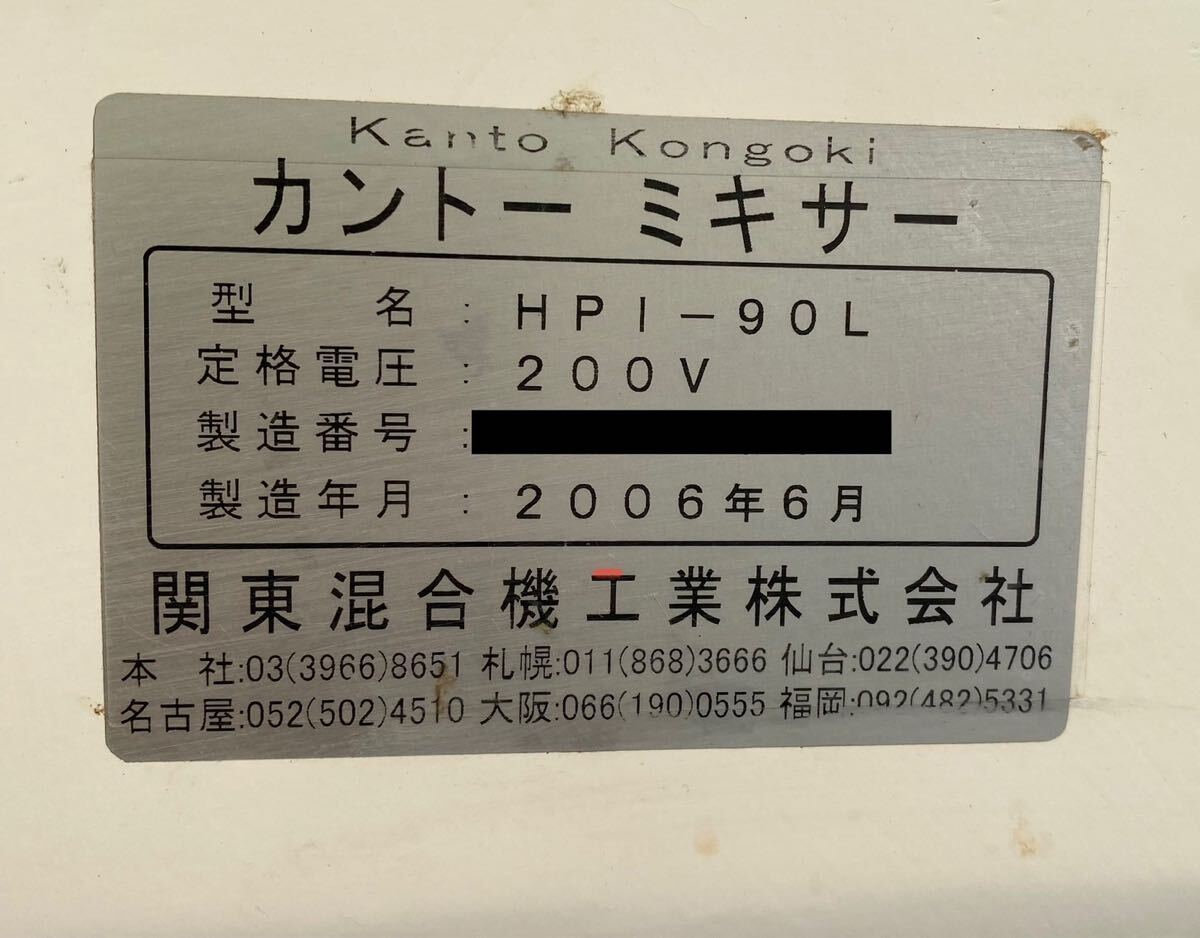 Kanto Kongoki
カントー ミキサー
型名:HPI-90L
定格電圧:200V
製造番号:
製造年月:2006年6月
関東混合機工業株式会社
本社:03(3966)8651 札幌:011(868)3666 仙台:022(390)4706
名古屋:052(502)4510 大阪:066(190)0555 福岡:092(482)5331